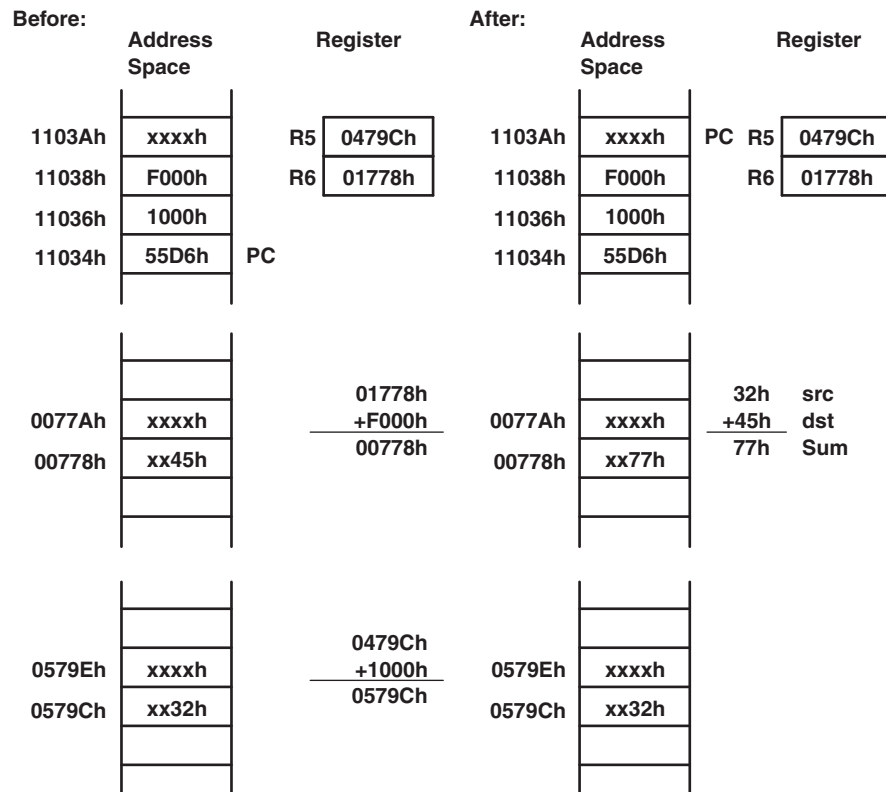 Before:
Address Space
Register
1103Ah xxxxh R5 0479Ch
11038h F000h R6 01778h
11036h 1000h
11034h 55D6h PC
01778h
0077Ah xxxxh +F000h
00778h xx45h 00778h
0479Ch
0579Eh xxxxh +1000h
0579Ch xx32h 0579Ch
After:
Address Space
Register
1103Ah xxxxh PC R5 0479Ch
11038h F000h R6 01778h
11036h 1000h
11034h 55D6h
32h src
0077Ah xxxxh +45h dst
00778h xx77h 77h Sum
0579Eh xxxxh
0579Ch xx32h